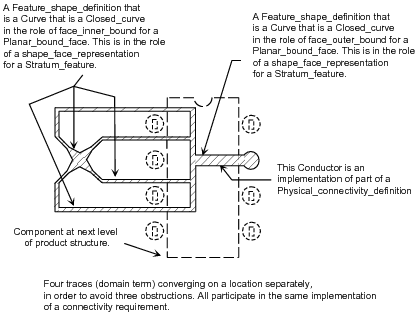 A Feature_shape_definition that
is a Curve that is a Closed_curve
in the role of face_inner_bound for a
Planar_bound_face. This is in the role
of a shape_face_representation
for a Stratum_feature.
A Feature_shape_definition that
is a Curve that is a Closed_curve
in the role of face_outer_bound for a
Planar_bound_face. This is in the role of a
shape_face_representation
for a Stratum_feature.
This Conductor is an
implementation of part of a
Physical_connectivity_definition
Component at next level
of product structure.
Four traces (domain term) converging on a location separately,
in order to avoid three obstructions. All participate in the same implementation
of a connectivity requirement.